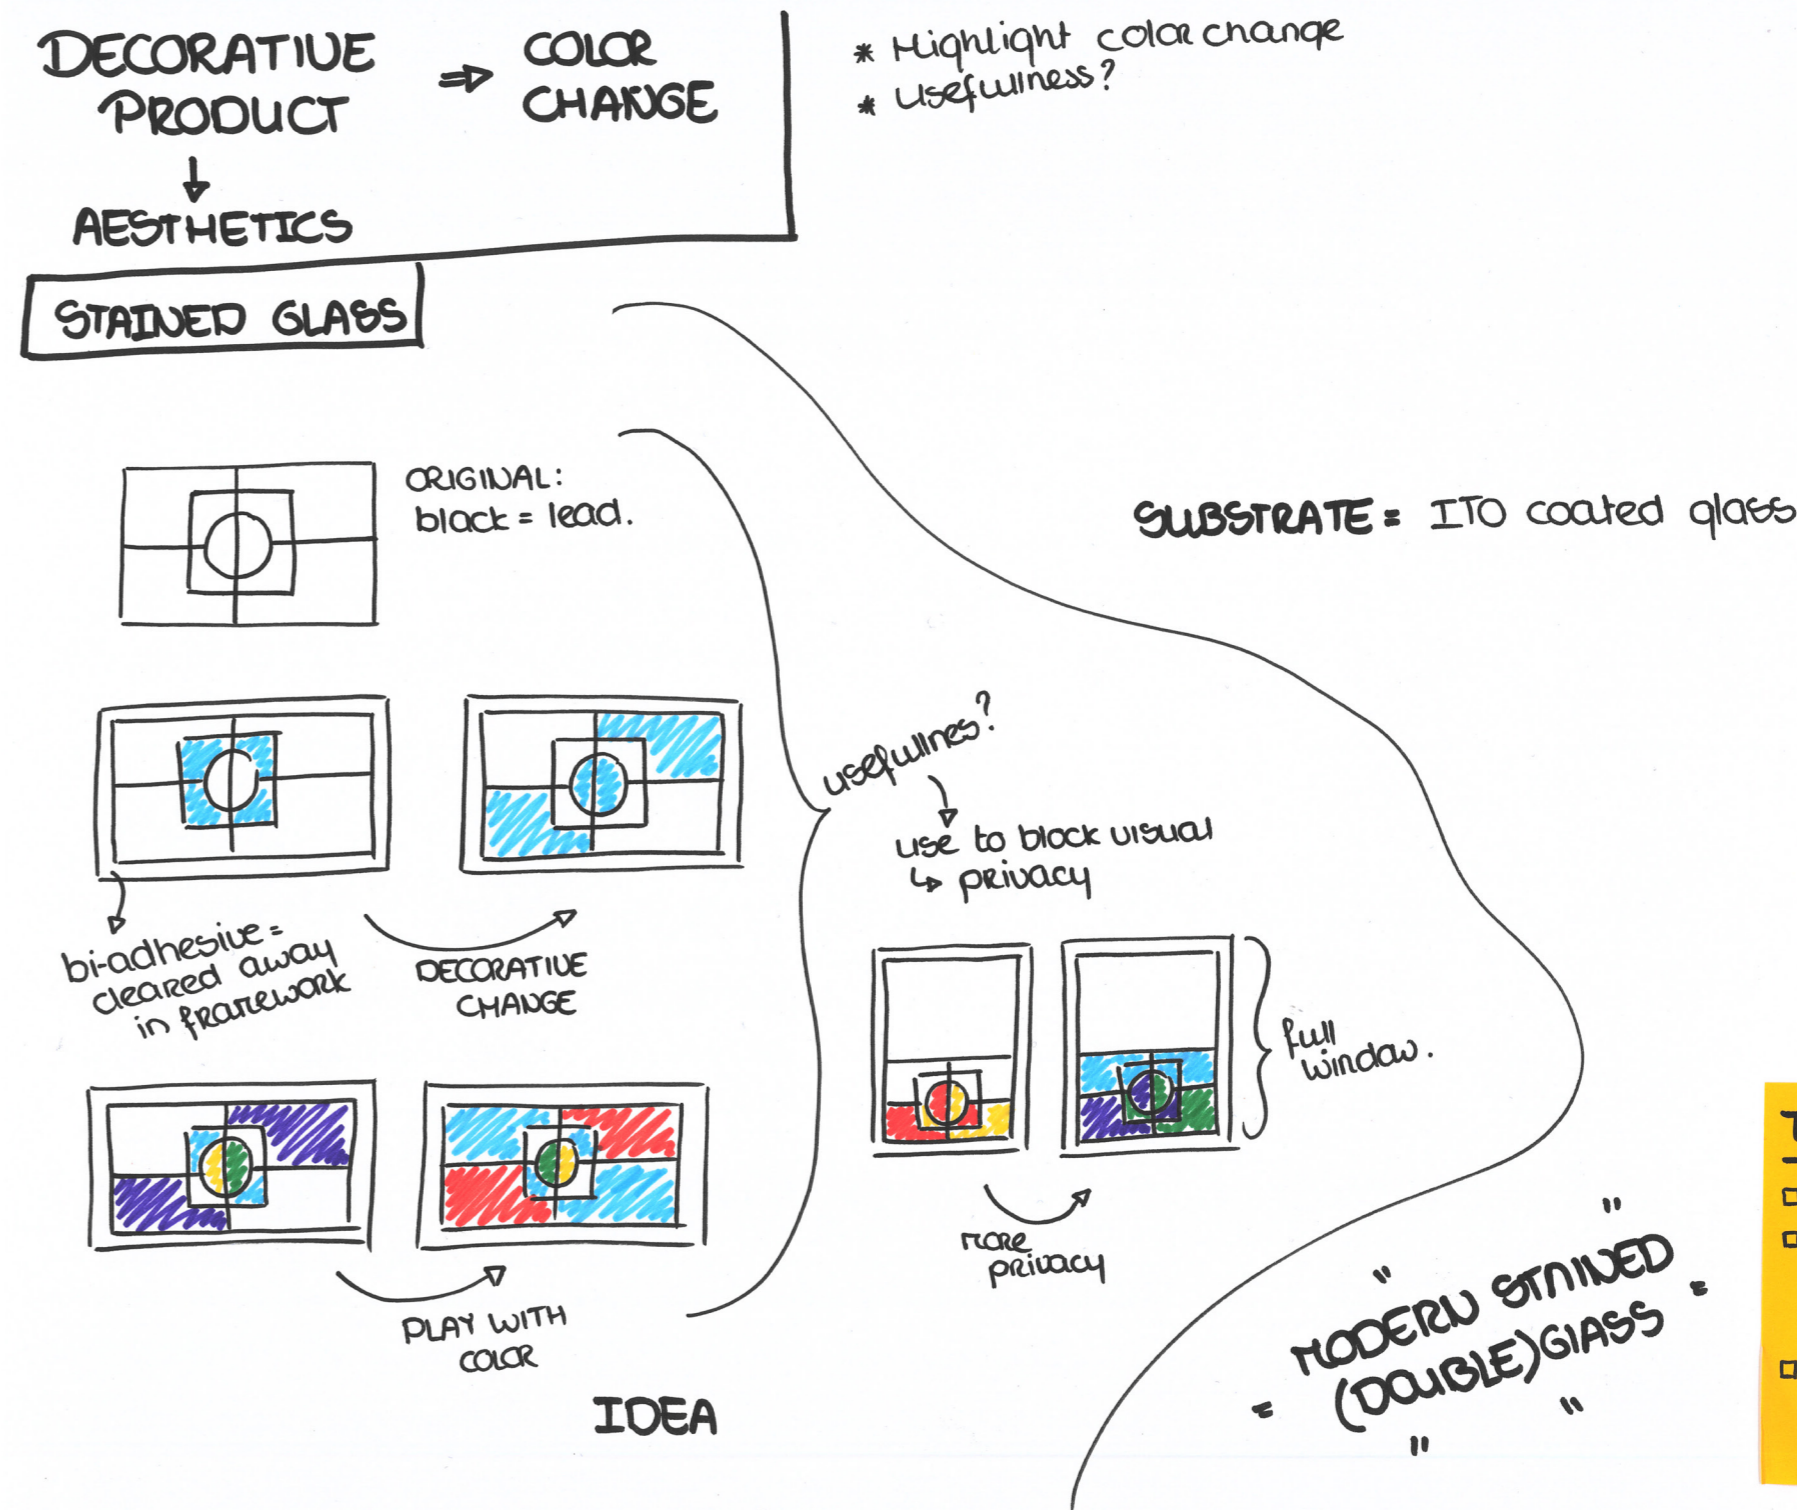 DECORATIVE
PRODUCT
⇒ COLOR
CHANGE
↓
AESTHETICS
* Highlight color change
* Usefullness?
STAINED GLASS
ORIGINAL:
black = lead.
SUBSTRATE = ITO coated glass
bi-adhesive =
cleared away
in framework
DECORATIVE
CHANGE
usefullnes?
use to block visual
↳ privacy
full
window.
more
privacy
PLAY WITH
COLOR
IDEA
" MODERN STAINED "
= (DOUBLE) GlASS =
" "